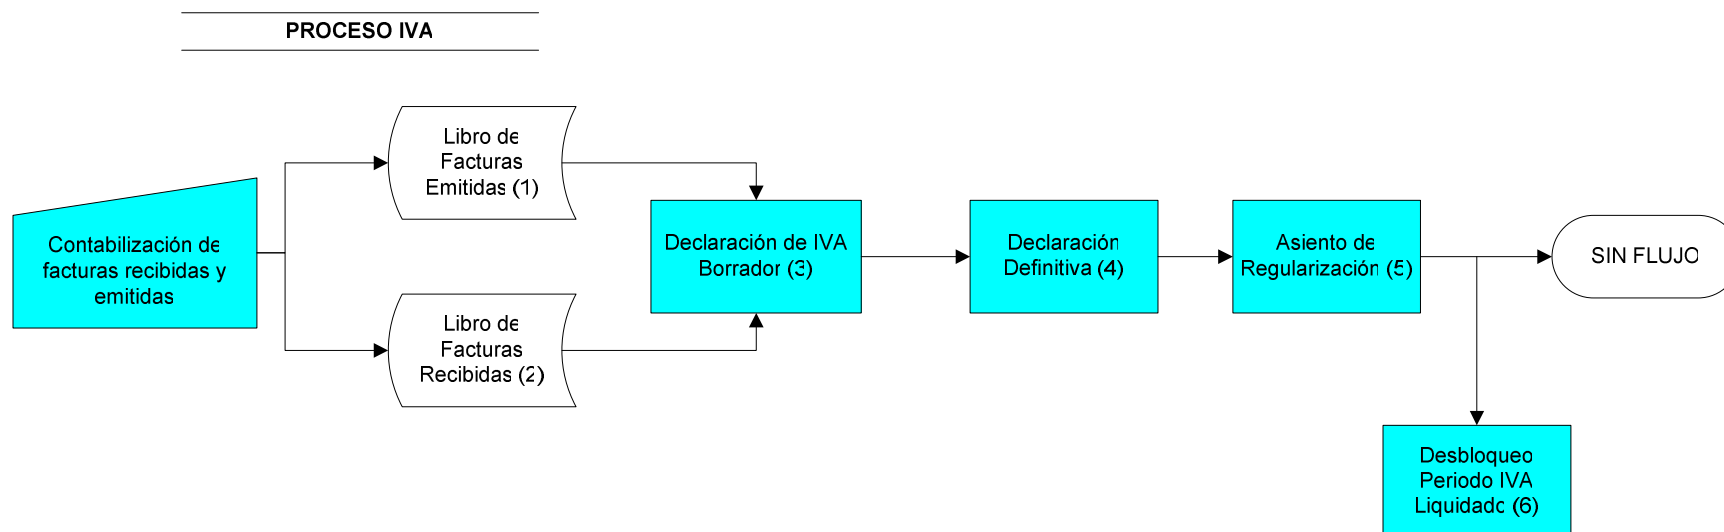 PROCESO IVA
Libro de
Facturas
Emitidas (1)
Contabilización de
facturas recibidas y
emitidas
Libro de
Facturas
Recibidas (2)
Declaración de IVA
Borrador (3)
Declaración
Definitiva (4)
Asiento de
Regularización (5)
SIN FLUJO
Desbloqueo
Periodo IVA
Liquidado (6)